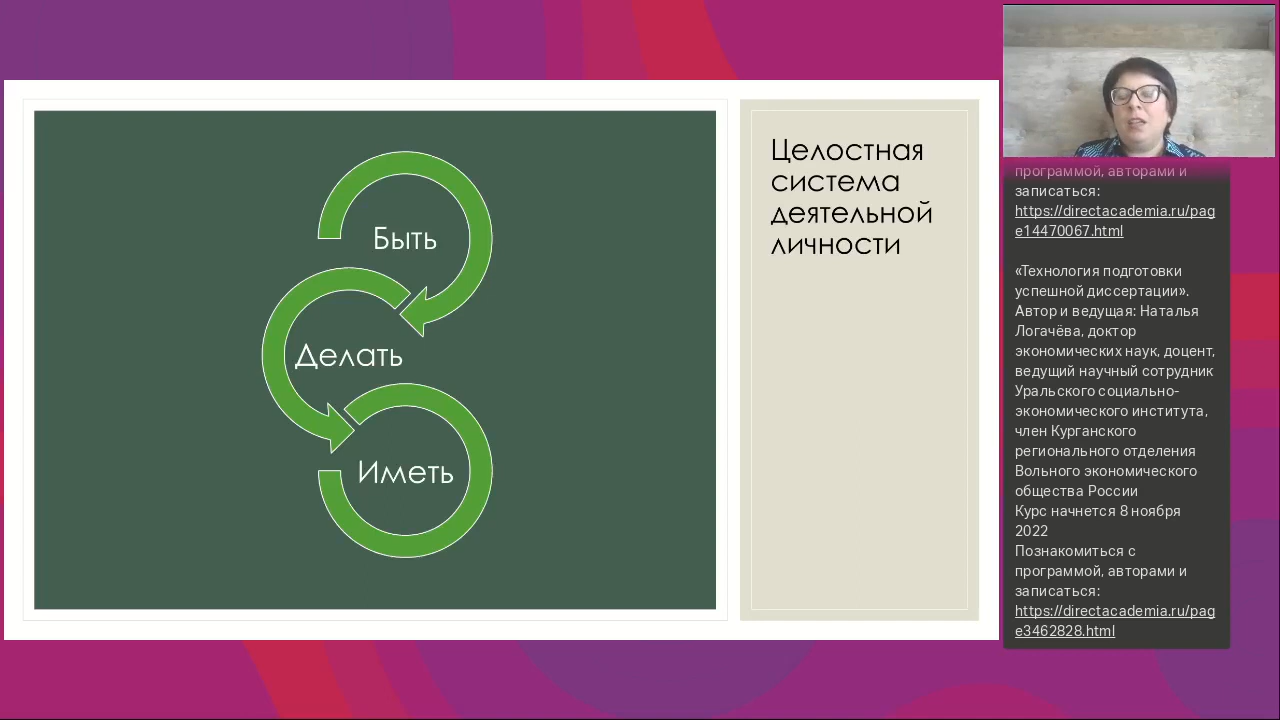 Быть
Делать
Иметь
Целостная
система
деятельной
личности
программой, авторами и
записаться:
https://directacademia.ru/pag
e14470067.html
«Технология подготовки
успешной диссертации».
Автор и ведущая: Наталья
Логачёва, доктор
экономических наук, доцент,
ведущий научный сотрудник
Уральского социально-
экономического института,
член Курганского
регионального отделения
Вольного экономического
общества России
Курс начнется 8 ноября
2022
Познакомиться с
программой, авторами и
записаться:
https://directacademia.ru/pag
e3462828.html